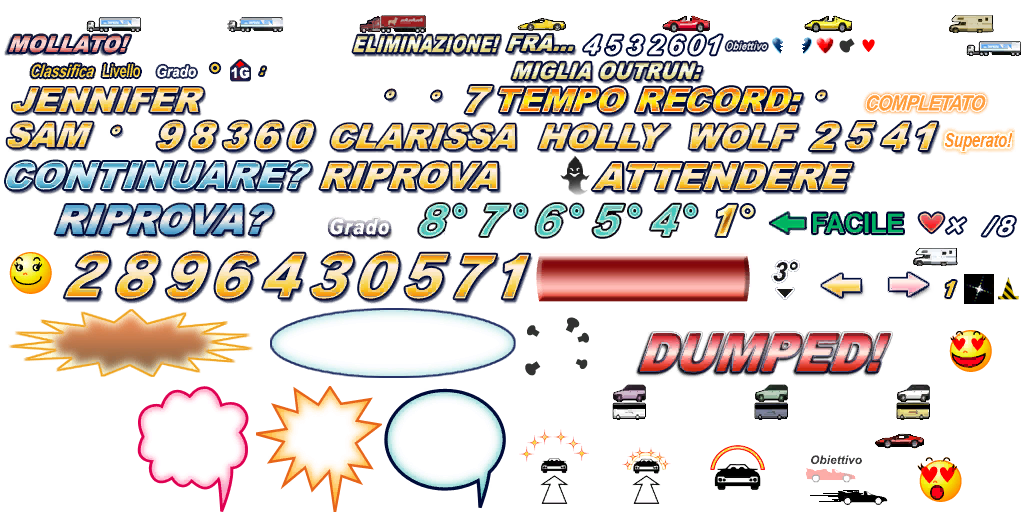 MOLLATO!
ELIMINAZIONE! FRA... 4532601 Obiettivo
Classifica Livello Grado ° 1G
MIGLIA OUTRUN:
JENNIFER ° ° 7 TEMPO RECORD: ° COMPLETATO
SAM ° 98360 CLARISSA HOLLY WOLF 2541 Superato!
CONTINUARE? RIPROVA ATTENDERE
RIPROVA? Grado 8° 7° 6° 5° 4° 1° FACILE × /8
2896430571 3° 1
DUMPED!
Obiettivo